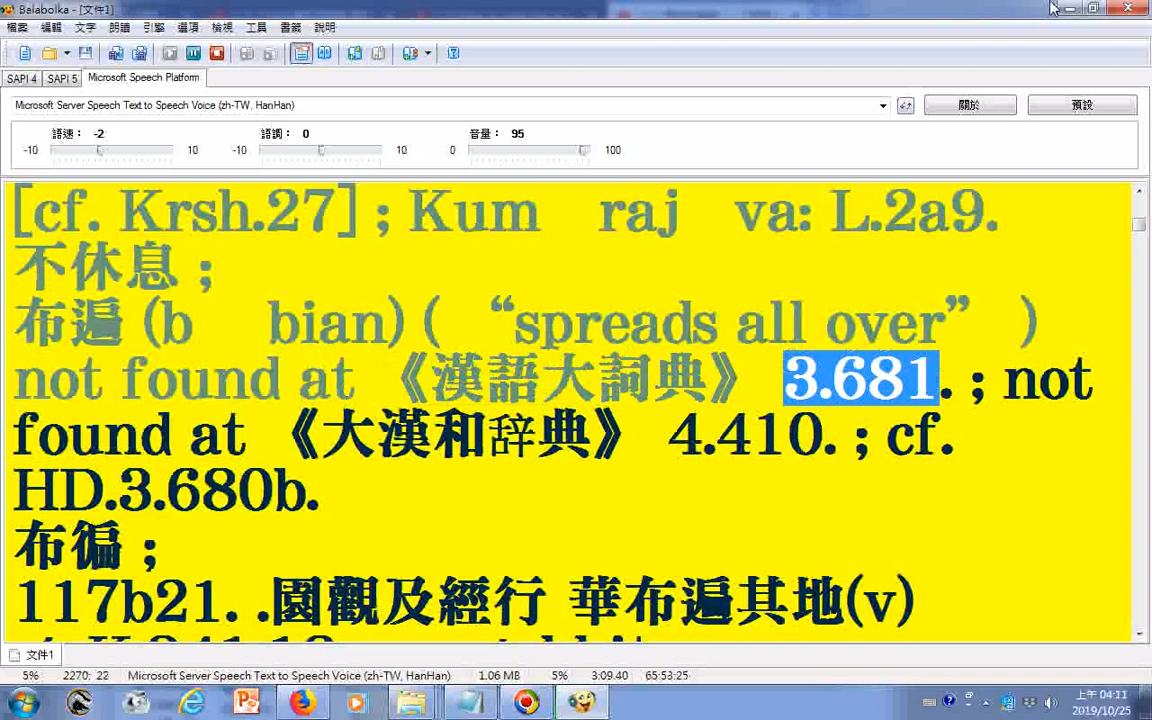 Balabolka - [文件1]
檔案 編輯 文字 朗讀 引擎 選項 檢視 工具 書籤 說明
SAPI 4 SAPI 5 Microsoft Speech Platform
Microsoft Server Speech Text to Speech Voice (zh-TW, HanHan) 關於 預設
語速： -2 語調： 0 音量： 95
-10 10 -10 10 0 100
[cf. Krsh.27] ; Kum raj va: L.2a9.
不休息 ;
布遍 (b bian) ( “spreads all over” )
not found at 《漢語大詞典》 3.681. ; not
found at 《大漢和辞典》 4.410. ; cf.
HD.3.680b.
布徧 ;
117b21. .園觀及經行 華布遍其地(v)
文件1
5% 2270: 22 Microsoft Server Speech Text to Speech Voice (zh-TW, HanHan) 1.06 MB 5% 3:09.40 65:53:25
上午 04:11
2019/10/25